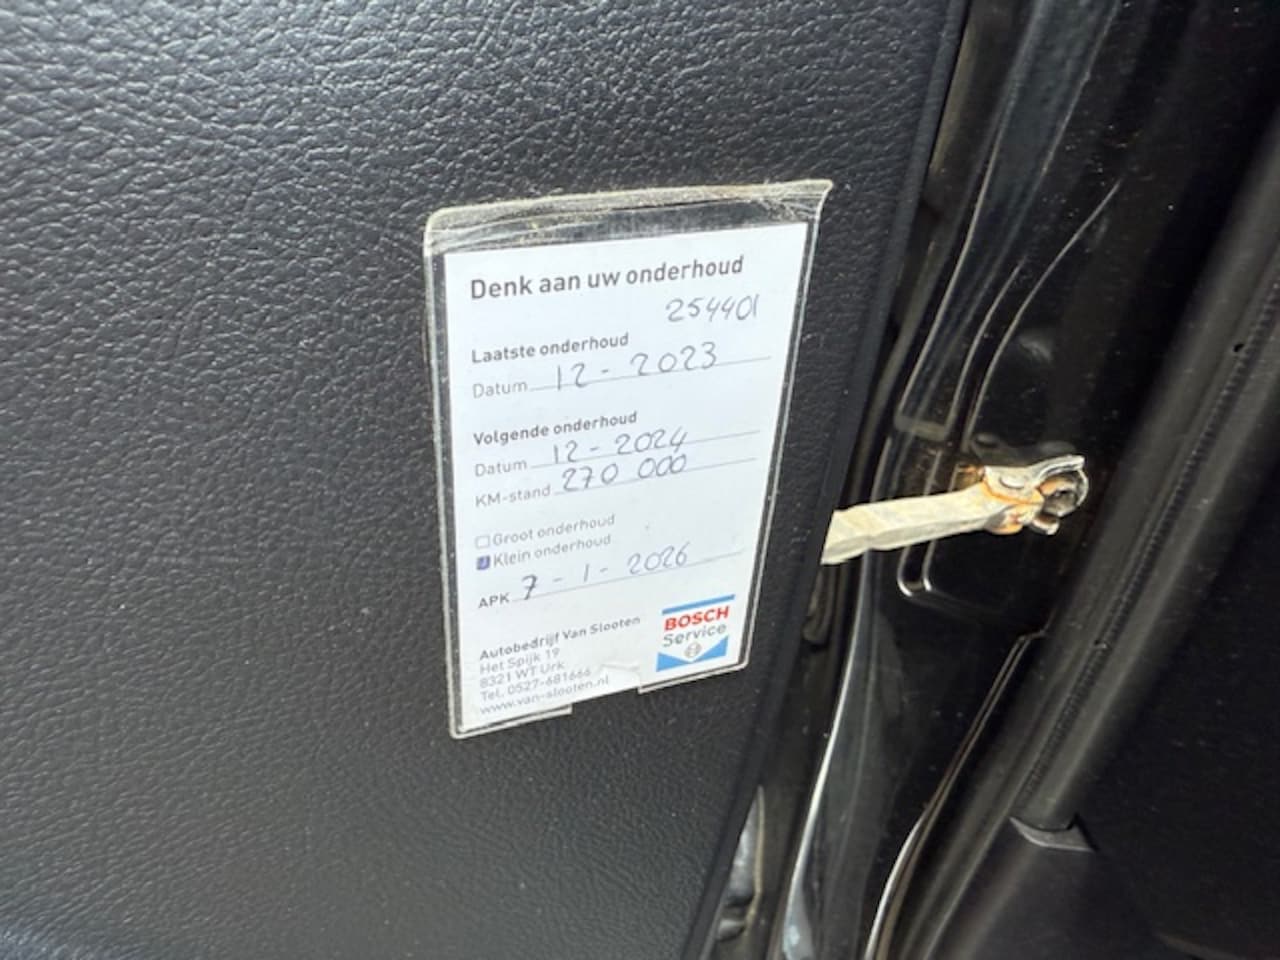 Denk aan uw onderhoud
254401
Laatste onderhoud
Datum 12 - 2023
Volgende onderhoud
Datum 12 - 2024
KM-stand 270 000
Groot onderhoud
Klein onderhoud
APK 7 - 1 - 2026
Autobedrijf Van Slooten
Het Spijk 19
8321 WT Urk
Tel. 0527-681666
www.van-slooten.nl
BOSCH
Service